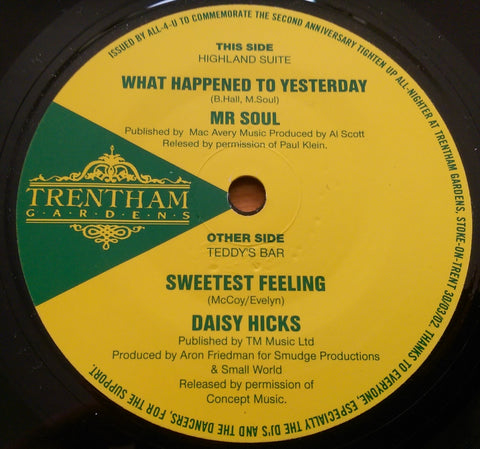 ISSUED BY ALL-4-U TO COMMEMORATE THE SECOND ANNIVERSARY TIGHTEN UP ALL-NIGHTER AT TRENTHAM GARDENS, STOKE-ON-TRENT 30/03/02. THANKS TO EVERYONE, ESPECIALLY THE DJ'S AND THE DANCERS, FOR THE SUPPORT.
THIS SIDE
HIGHLAND SUITE
WHAT HAPPENED TO YESTERDAY
(B.Hall, M.Soul)
MR SOUL
Published by Mac Avery Music Produced by Al Scott
Relesed by permission of Paul Klein.
TRENTHAM
GARDENS
OTHER SIDE
TEDDY'S BAR
SWEETEST FEELING
(McCoy/Evelyn)
DAISY HICKS
Published by TM Music Ltd
Produced by Aron Friedman for Smudge Productions
& Small World
Released by permission of
Concept Music.